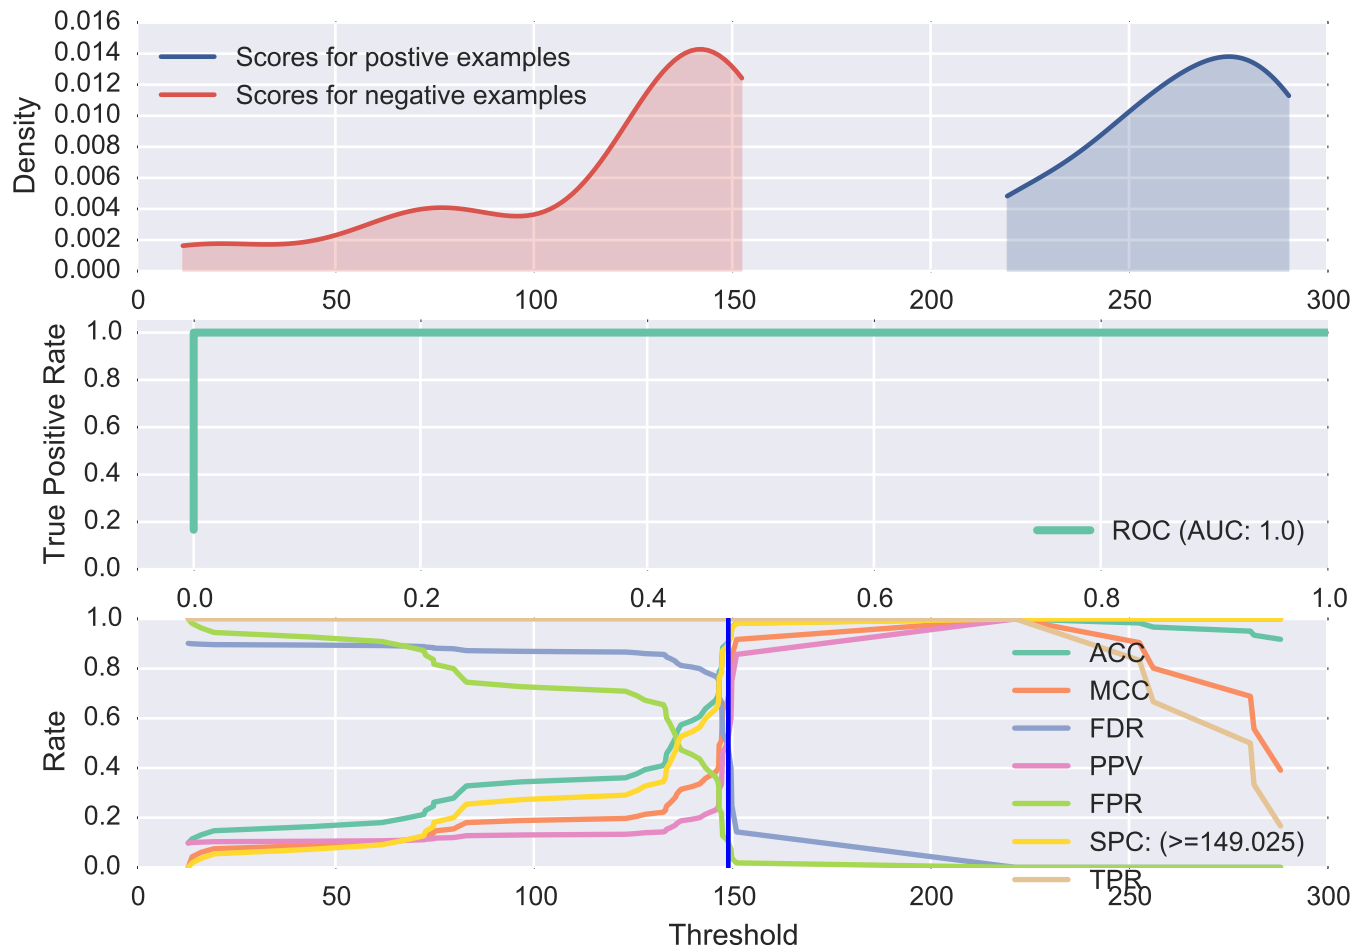 0.016
0.014
0.012
0.010
0.008
0.006
0.004
0.002
0.000
Density
Scores for postive examples
Scores for negative examples
0 50 100 150 200 250 300
1.0
0.8
0.6
0.4
0.2
0.0
True Positive Rate
ROC (AUC: 1.0)
0.0 0.2 0.4 0.6 0.8 1.0
1.0
0.8
0.6
0.4
0.2
0.0
Rate
ACC
MCC
FDR
PPV
FPR
SPC: (>=149.025)
TPR
0 50 100 150 200 250 300
Threshold